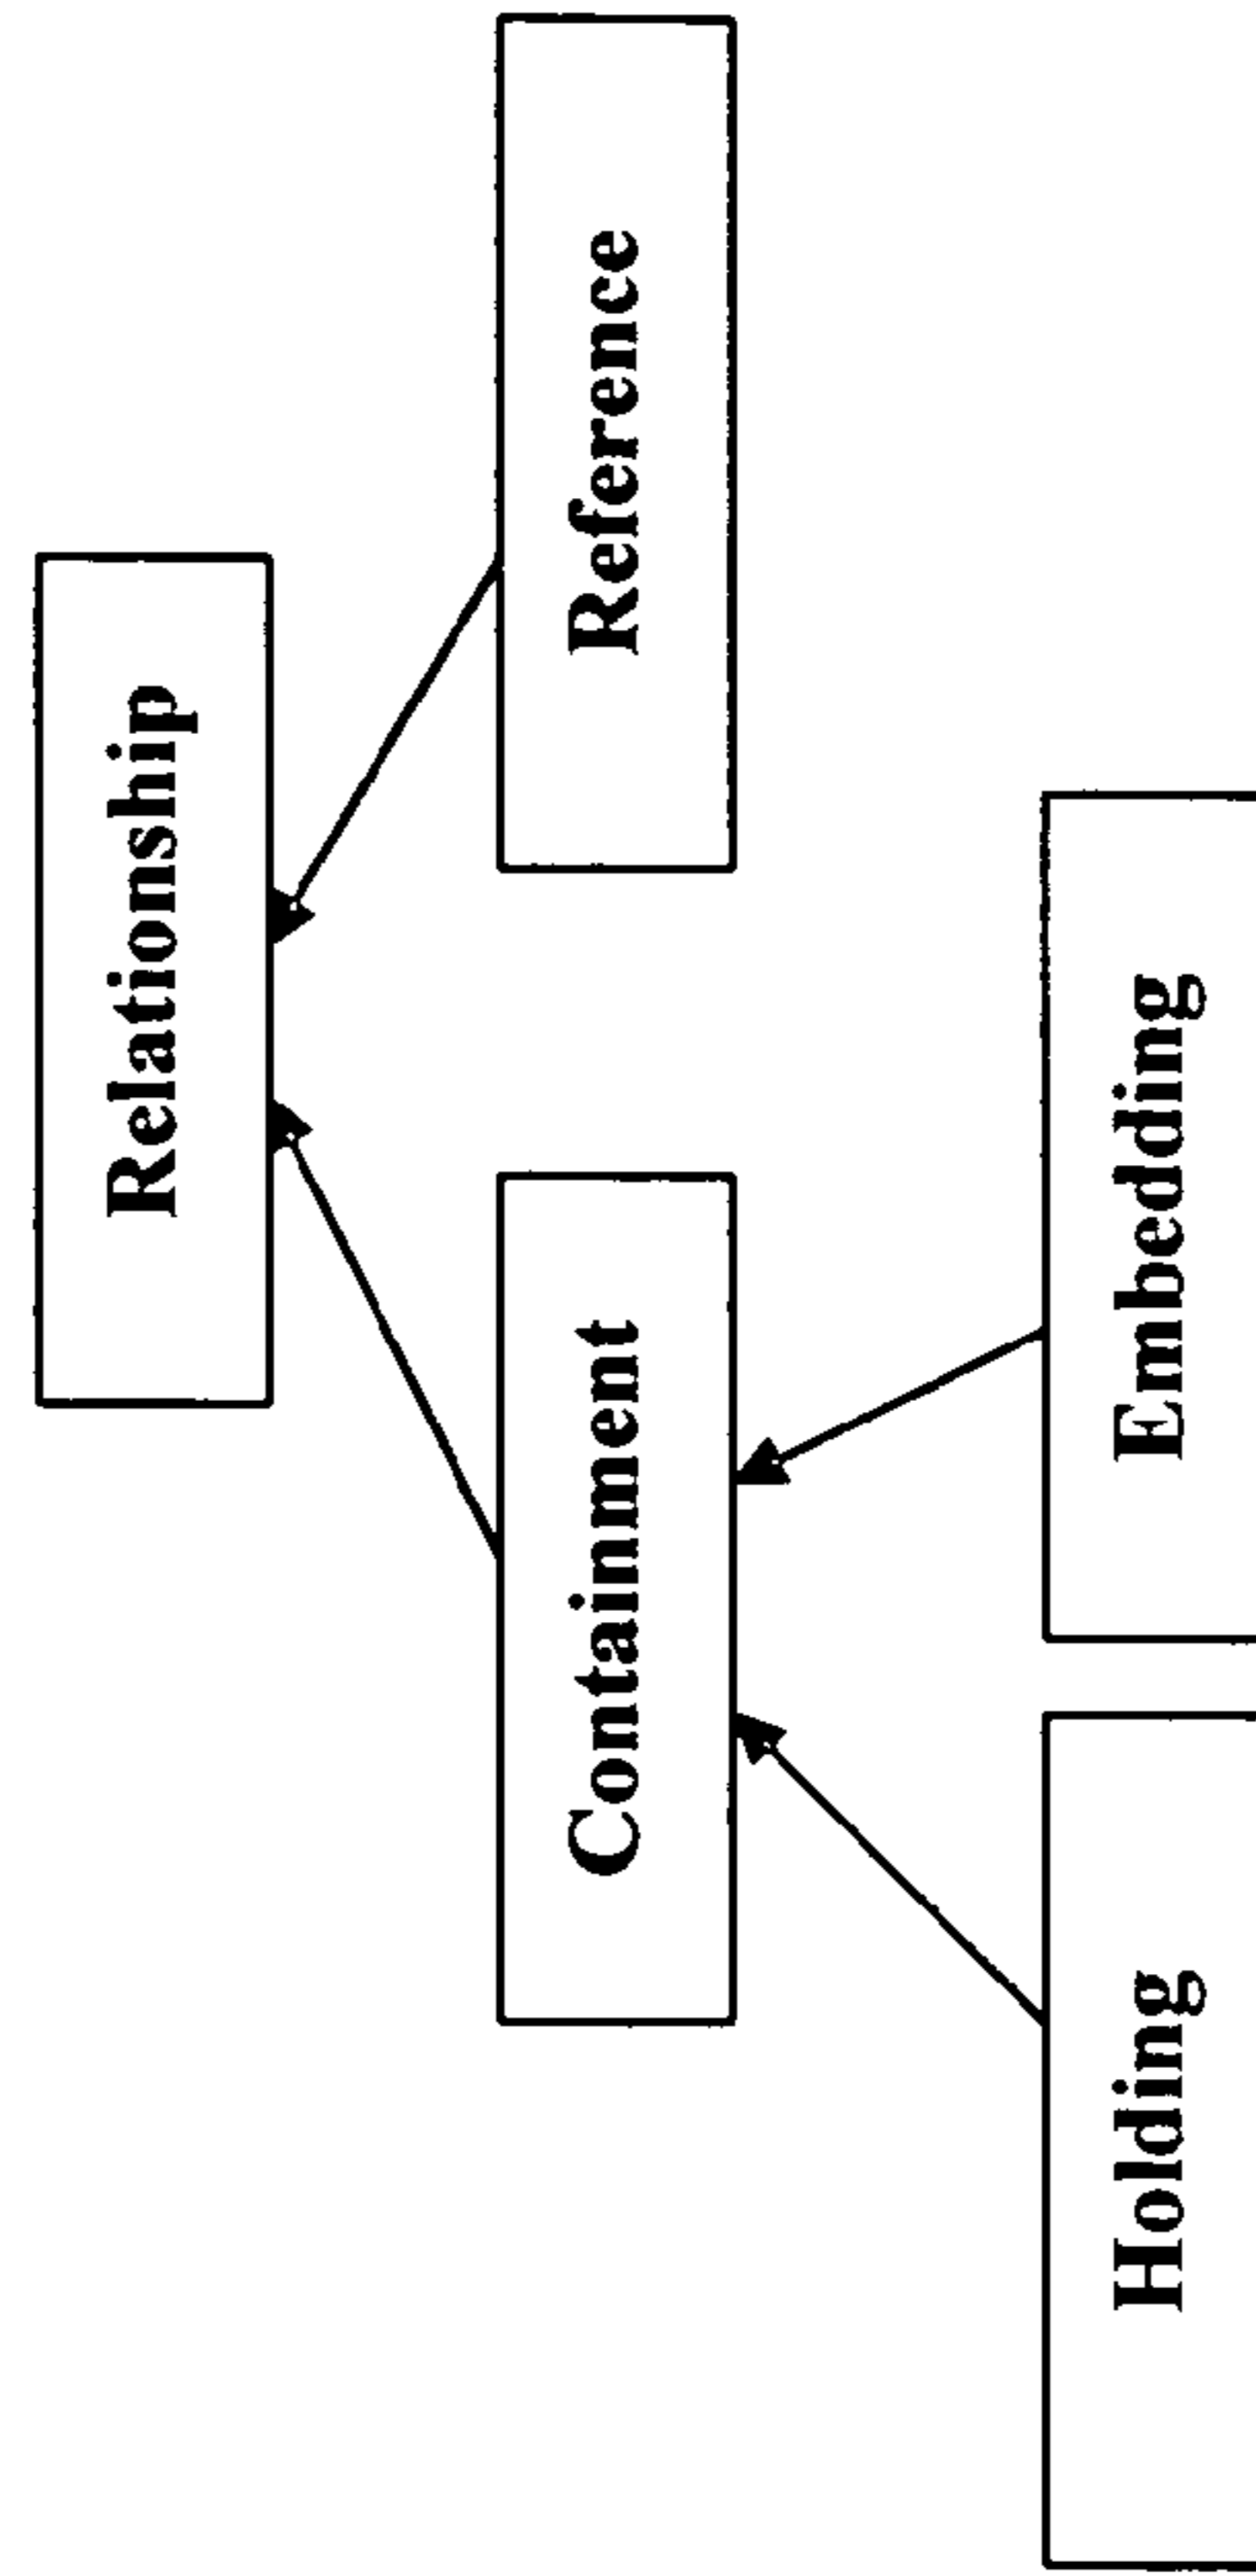 Relationship
Containment
Reference
Holding
Embedding